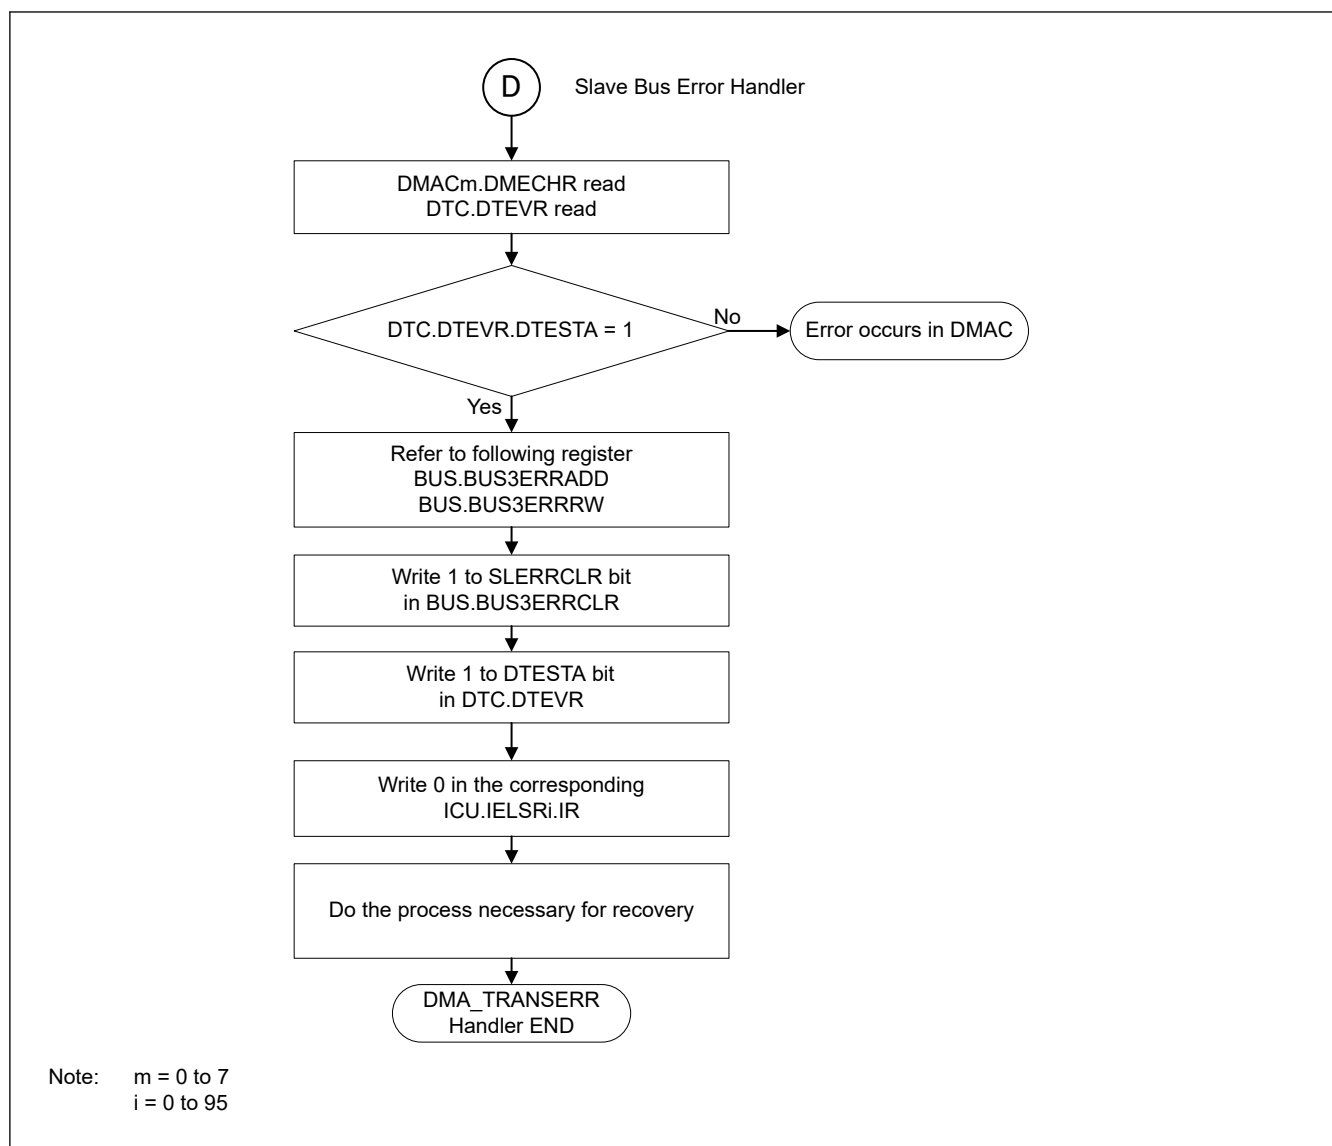 D
Slave Bus Error Handler
DMACm.DMECHR read
DTC.DTEVR read
DTC.DTEVR.DTESTA = 1
No
Error occurs in DMAC
Yes
Refer to following register
BUS.BUS3ERRADD
BUS.BUS3ERRRW
Write 1 to SLERRCLR bit
in BUS.BUS3ERRCLR
Write 1 to DTESTA bit
in DTC.DTEVR
Write 0 in the corresponding
ICU.IELSRi.IR
Do the process necessary for recovery
DMA_TRANSERR
Handler END
Note: m = 0 to 7
i = 0 to 95